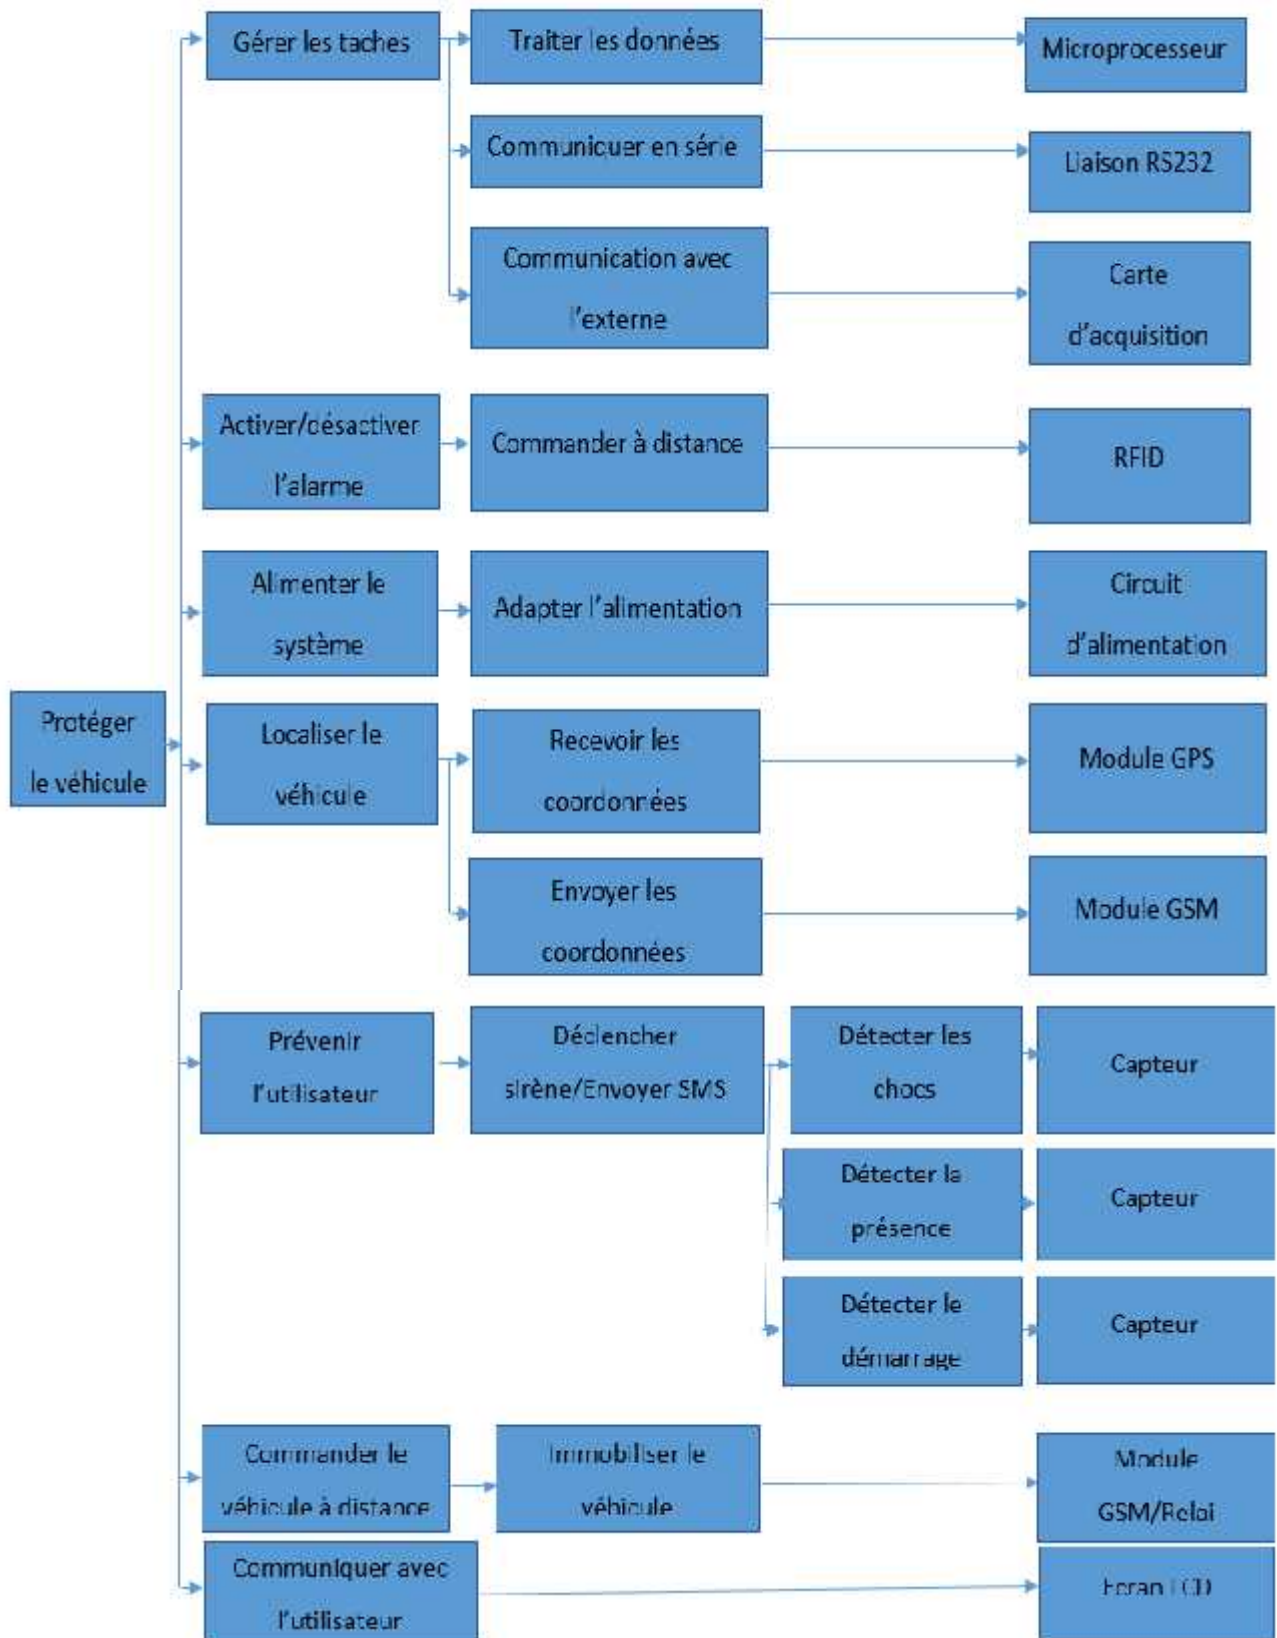 Gérer les taches
Traiter les données
Microprocesseur
Communiquer en série
Liaison RS232
Communication avec
l'externe
Carte
d'acquisition
Activer/désactiver
l'alarme
Commander à distance
RFID
Alimenter le
système
Adapter l'alimentation
Circuit
d'alimentation
Protéger
le véhicule
Localiser le
véhicule
Recevoir les
coordonnées
Module GPS
Envoyer les
coordonnées
Module GSM
Prévenir
l'utilisateur
Déclencher
sirène/Envoyer SMS
Détecter les
chocs
Capteur
Détecter la
présence
Capteur
Détecter le
démarrage
Capteur
Commander le
véhicule à distance
Immobiliser le
véhicule
Module
GSM/Relai
Communiquer avec
l'utilisateur
Ecran LCD